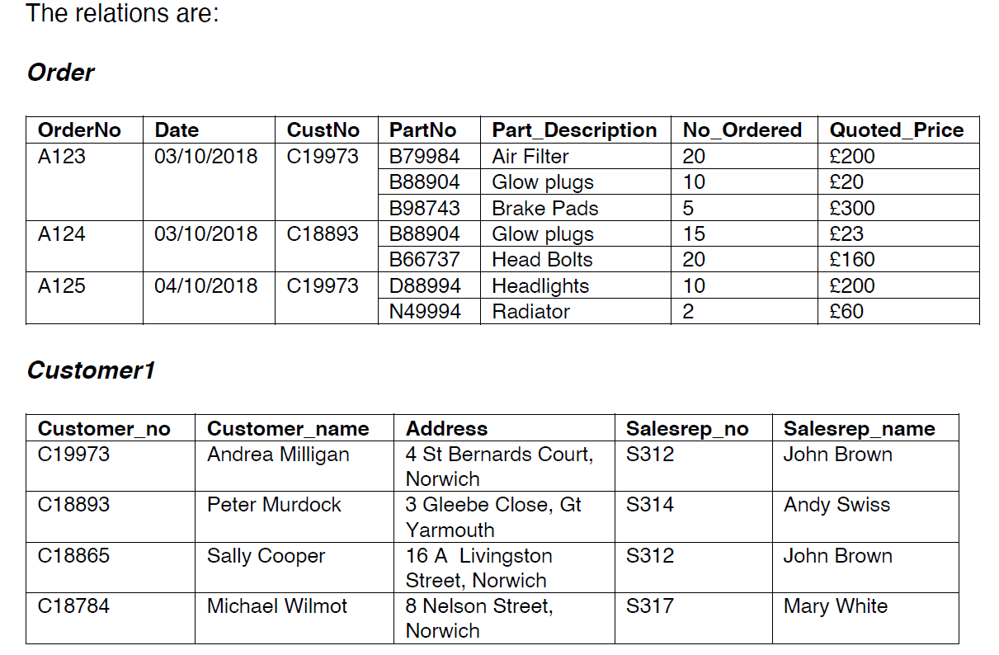 The relations are:
Order
OrderNo Date CustNo PartNo Part_Description No_Ordered Quoted_Price
A123 03/10/2018 C19973 B79984 Air Filter 20 £200
B88904 Glow plugs 10 £20
B98743 Brake Pads 5 £300
A124 03/10/2018 C18893 B88904 Glow plugs 15 £23
B66737 Head Bolts 20 £160
A125 04/10/2018 C19973 D88994 Headlights 10 £200
N49994 Radiator 2 £60
Customer1
Customer_no Customer_name Address Salesrep_no Salesrep_name
C19973 Andrea Milligan 4 St Bernards Court, S312 John Brown
Norwich
C18893 Peter Murdock 3 Gleebe Close, Gt S314 Andy Swiss
Yarmouth
C18865 Sally Cooper 16 A Livingston S312 John Brown
Street, Norwich
C18784 Michael Wilmot 8 Nelson Street, S317 Mary White
Norwich